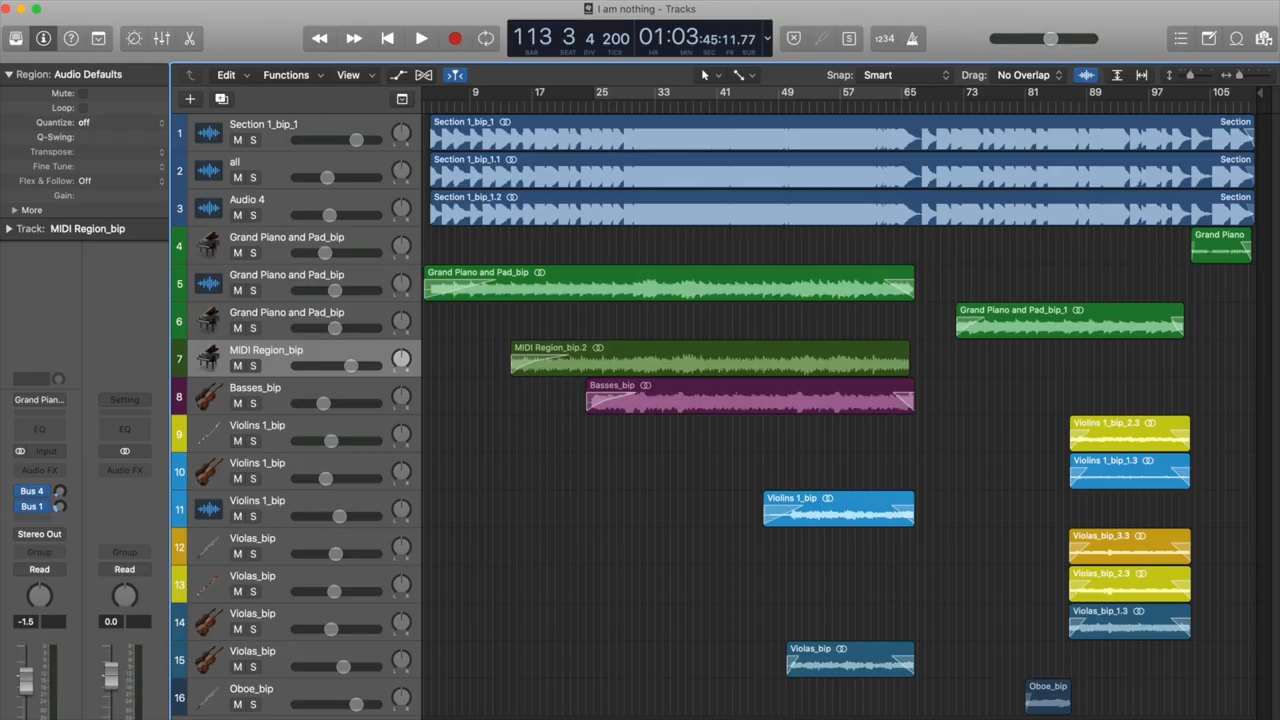 I am nothing - Tracks
113 3 4 200
BAR BEAT DIV TICK
01:03:45:11.77
HR MIN SEC FR SUB
1234
Region: Audio Defaults
Edit Functions View
Snap: Smart
Drag: No Overlap
Mute:
Loop:
Quantize: off
Q-Swing:
Transpose:
Fine Tune:
Flex & Follow: Off
Gain:
More
Track: MIDI Region_bip
9 17 25 33 41 49 57 65 73 81 89 97 105
1 Section 1_bip_1
M S
Section 1_bip_1 Section
2 all
M S
Section 1_bip_1.1 Section
3 Audio 4
M S
Section 1_bip_1.2 Section
4 Grand Piano and Pad_bip
M S
Grand Piano
5 Grand Piano and Pad_bip
M S
Grand Piano and Pad_bip
6 Grand Piano and Pad_bip
M S
Grand Piano and Pad_bip_1
7 MIDI Region_bip
M S
MIDI Region_bip.2
8 Basses_bip
M S
Basses_bip
9 Violins 1_bip
M S
Violins 1_bip_2.3
10 Violins 1_bip
M S
Violins 1_bip_1.3
11 Violins 1_bip
M S
Violins 1_bip
12 Violas_bip
M S
Violas_bip_3.3
13 Violas_bip
M S
Violas_bip_2.3
14 Violas_bip
M S
Violas_bip_1.3
15 Violas_bip
M S
Violas_bip
16 Oboe_bip
M S
Oboe_bip
Grand Pian... Setting
EQ EQ
Input
Audio FX Audio FX
Bus 4
Bus 1
Stereo Out
Group Group
Read Read
-1.5 0.0